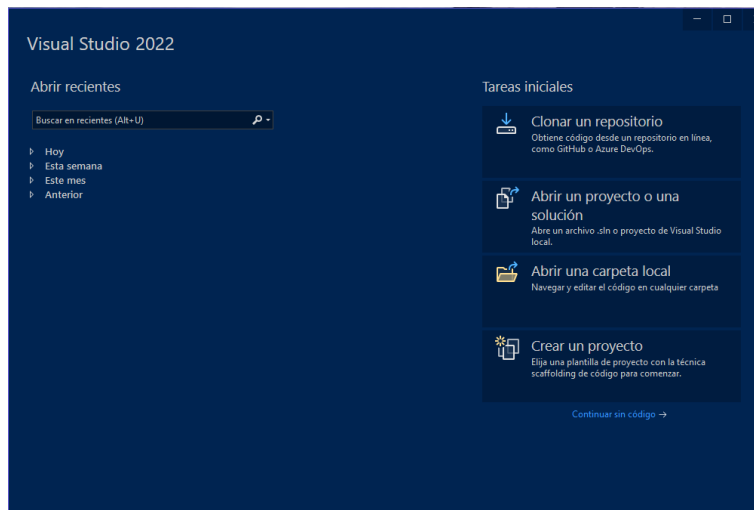 Visual Studio 2022
Abrir recientes
Buscar en recientes (Alt+U)
Hoy
Esta semana
Este mes
Anterior
Tareas iniciales
Clonar un repositorio
Obtiene código desde un repositorio en línea,
como GitHub o Azure DevOps.
Abrir un proyecto o una
solución
Abre un archivo .sln o proyecto de Visual Studio
local.
Abrir una carpeta local
Navegar y editar el código en cualquier carpeta
Crear un proyecto
Elija una plantilla de proyecto con la técnica
scaffolding de código para comenzar.
Continuar sin código →